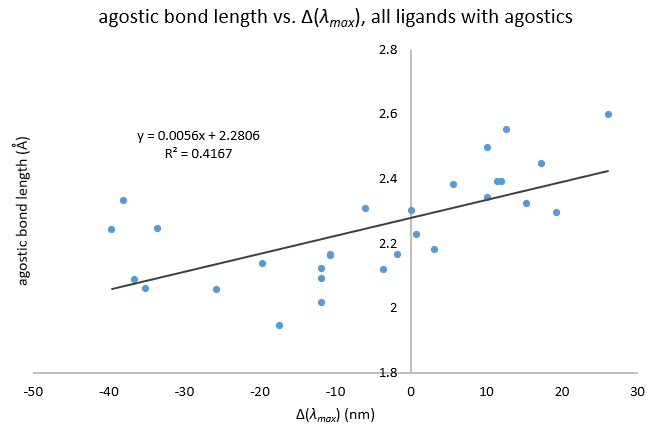 agostic bond length vs. Δ(λmax), all ligands with agostics
2.8
2.6
y = 0.0056x + 2.2806
R² = 0.4167
2.4
agostic bond length (Å)
2.2
2
1.8
-50 -40 -30 -20 -10 0 10 20 30
Δ(λmax) (nm)